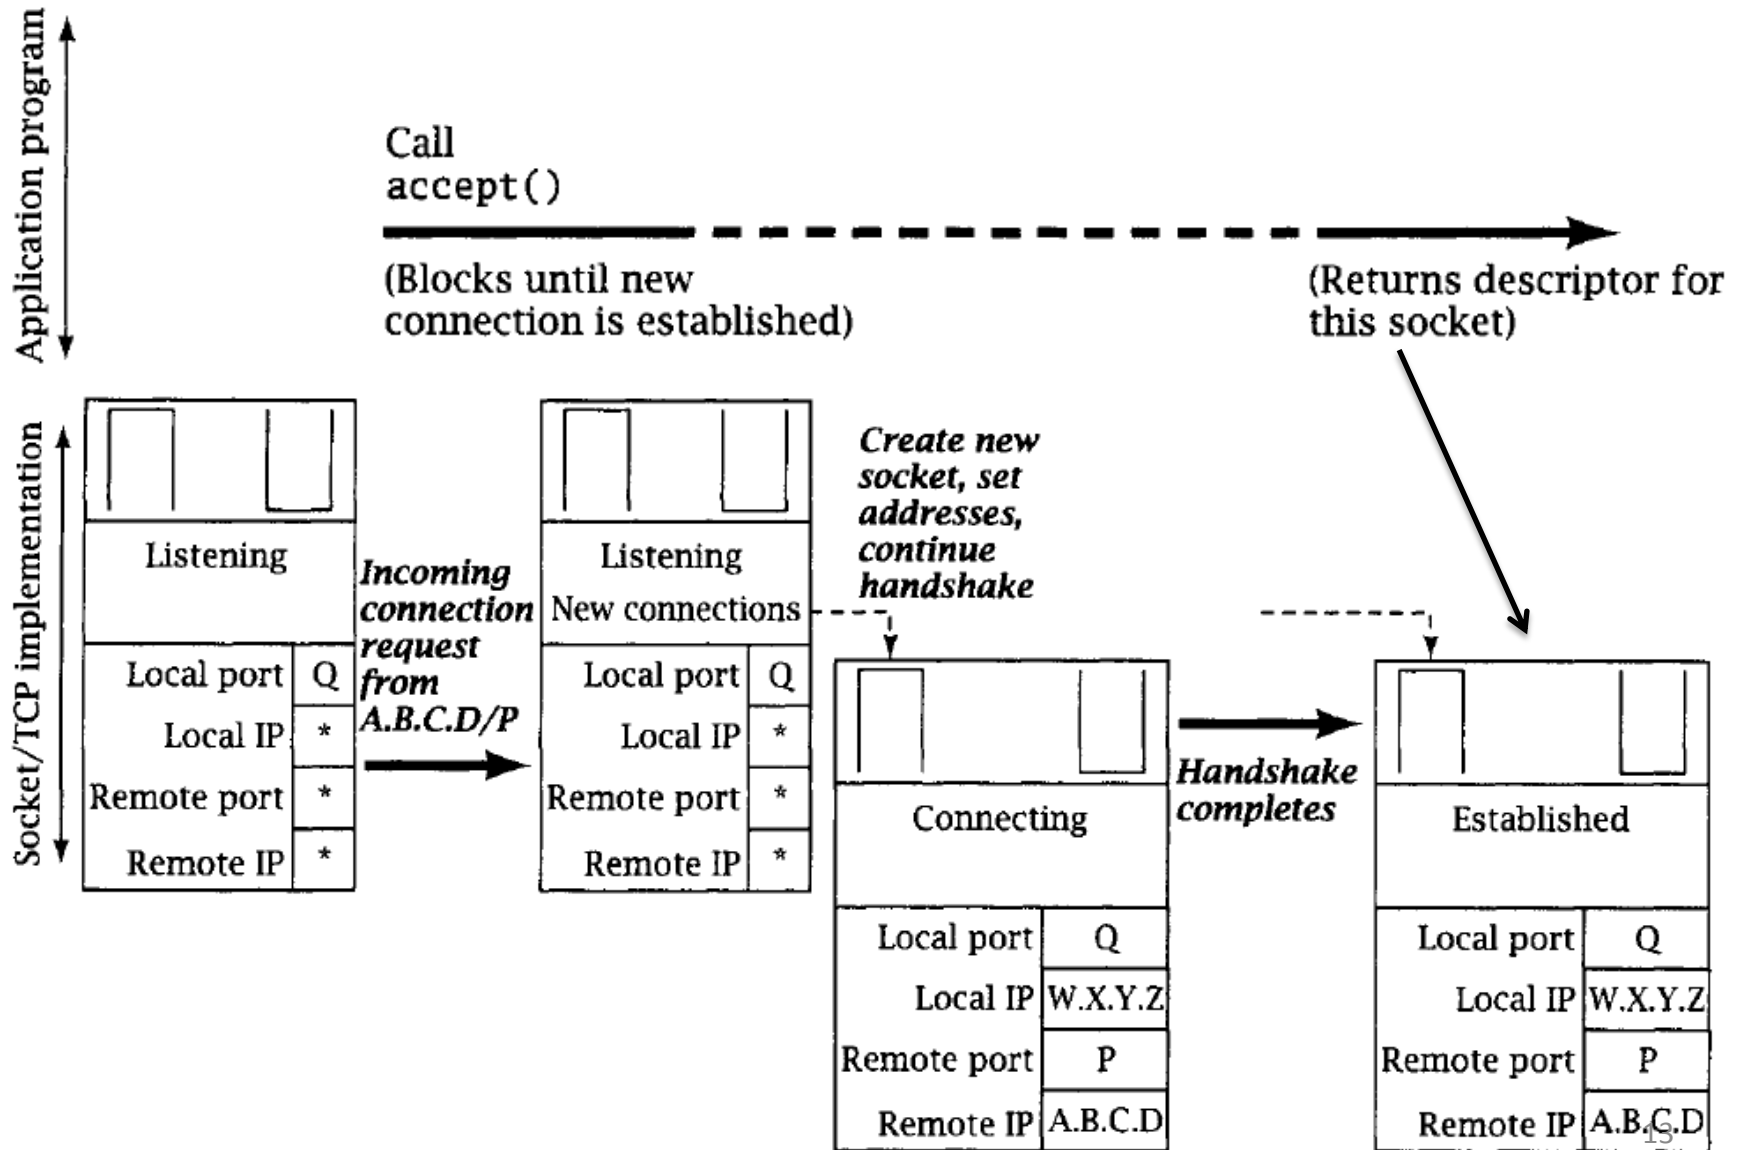 Application program
Call
accept()
(Blocks until new
connection is established)
(Returns descriptor for
this socket)
Socket/TCP implementation
Listening
Local port Q
Local IP *
Remote port *
Remote IP *
Incoming
connection
request
from
A.B.C.D/P
Listening
New connections
Local port Q
Local IP *
Remote port *
Remote IP *
Create new
socket, set
addresses,
continue
handshake
Connecting
Local port Q
Local IP W.X.Y.Z
Remote port P
Remote IP A.B.C.D
Handshake
completes
Established
Local port Q
Local IP W.X.Y.Z
Remote port P
Remote IP A.B.C.D
13